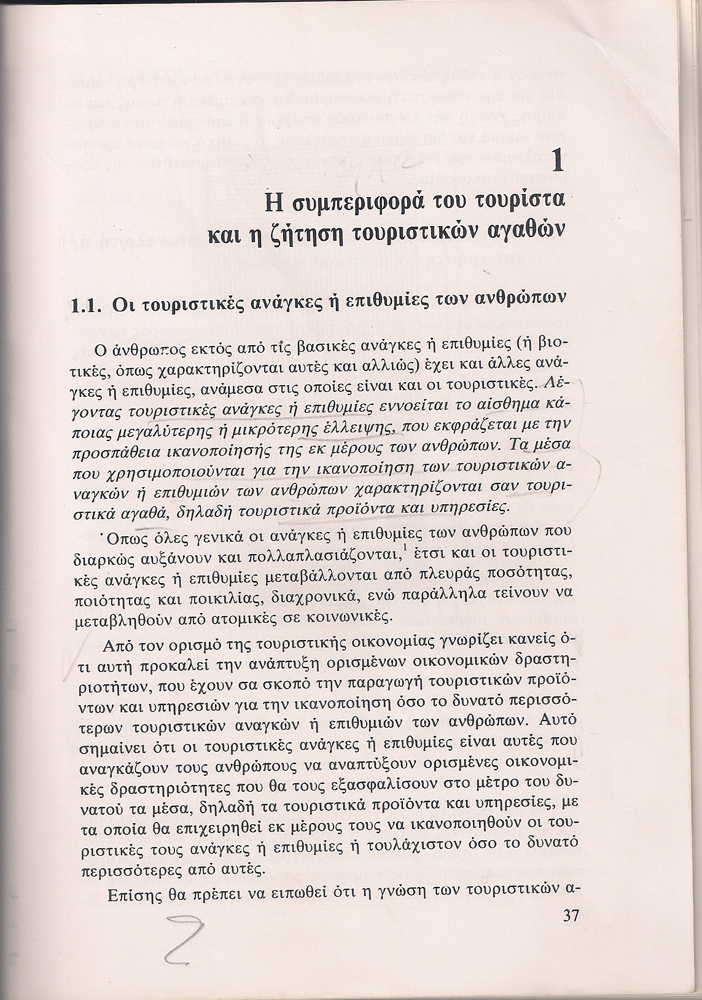 1
Η συμπεριφορά του τουρίστα
και η ζήτηση τουριστικών αγαθών
1.1. Οι τουριστικές ανάγκες ή επιθυμίες των ανθρώπων
Ο άνθρωπος εκτός από τις βασικές ανάγκες ή επιθυμίες (ή βιο-
τικές, όπως χαρακτηρίζονται αυτές και αλλιώς) έχει και άλλες ανά-
γκες ή επιθυμίες, ανάμεσα στις οποίες είναι και οι τουριστικές. Λέ-
γοντας τουριστικές ανάγκες ή επιθυμίες εννοείται το αίσθημα κά-
ποιας μεγαλύτερης ή μικρότερης έλλειψης, που εκφράζεται με την
προσπάθεια ικανοποίησής της εκ μέρους των ανθρώπων. Τα μέσα
που χρησιμοποιούνται για την ικανοποίηση των τουριστικών α-
ναγκών ή επιθυμιών των ανθρώπων χαρακτηρίζονται σαν τουρι-
στικά αγαθά, δηλαδή τουριστικά προϊόντα και υπηρεσίες.
Όπως όλες γενικά οι ανάγκες ή επιθυμίες των ανθρώπων που
διαρκώς αυξάνουν και πολλαπλασιάζονται,¹ έτσι και οι τουριστι-
κές ανάγκες ή επιθυμίες μεταβάλλονται από πλευράς ποσότητας,
ποιότητας και ποικιλίας, διαχρονικά, ενώ παράλληλα τείνουν να
μεταβληθούν από ατομικές σε κοινωνικές.
Από τον ορισμό της τουριστικής οικονομίας γνωρίζει κανείς ό-
τι αυτή προκαλεί την ανάπτυξη ορισμένων οικονομικών δραστη-
ριοτήτων, που έχουν σα σκοπό την παραγωγή τουριστικών προϊό-
ντων και υπηρεσιών για την ικανοποίηση όσο το δυνατό περισσό-
τερων τουριστικών αναγκών ή επιθυμιών των ανθρώπων. Αυτό
σημαίνει ότι οι τουριστικές ανάγκες ή επιθυμίες είναι αυτές που
αναγκάζουν τους ανθρώπους να αναπτύξουν ορισμένες οικονομι-
κές δραστηριότητες που θα τους εξασφαλίσουν στο μέτρο του δυ-
νατού τα μέσα, δηλαδή τα τουριστικά προϊόντα και υπηρεσίες, με
τα οποία θα επιχειρηθεί εκ μέρους τους να ικανοποιηθούν οι του-
ριστικές τους ανάγκες ή επιθυμίες ή τουλάχιστον όσο το δυνατό
περισσότερες από αυτές.
Επίσης θα πρέπει να ειπωθεί ότι η γνώση των τουριστικών α-
37